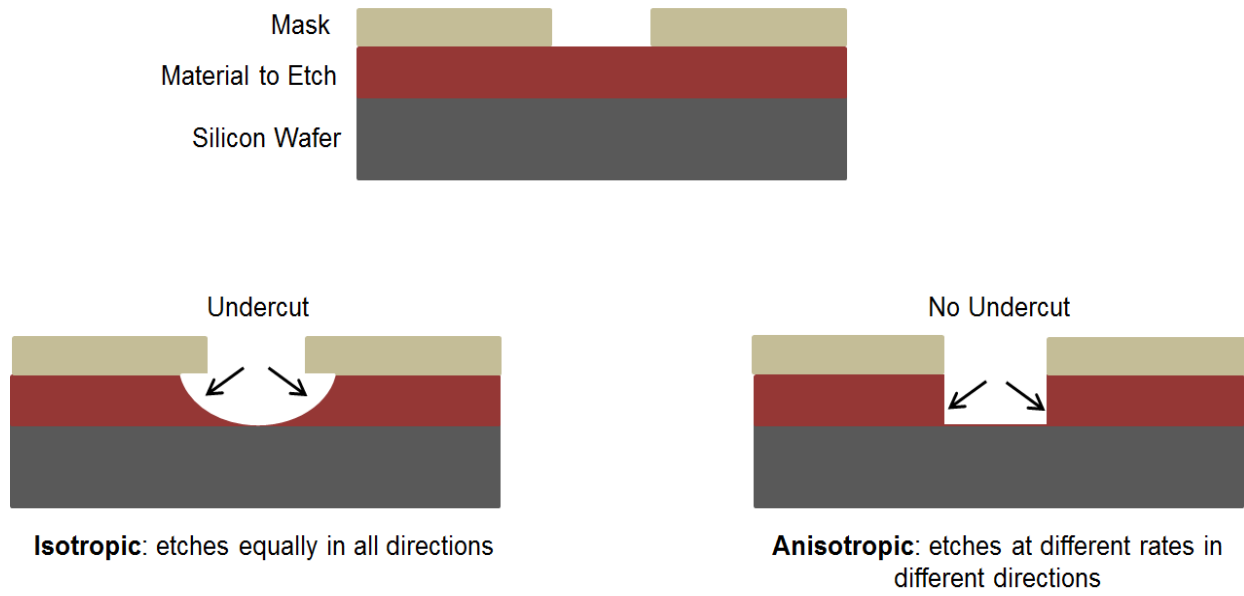 Mask
Material to Etch
Silicon Wafer
Undercut
No Undercut
Isotropic: etches equally in all directions
Anisotropic: etches at different rates in
different directions